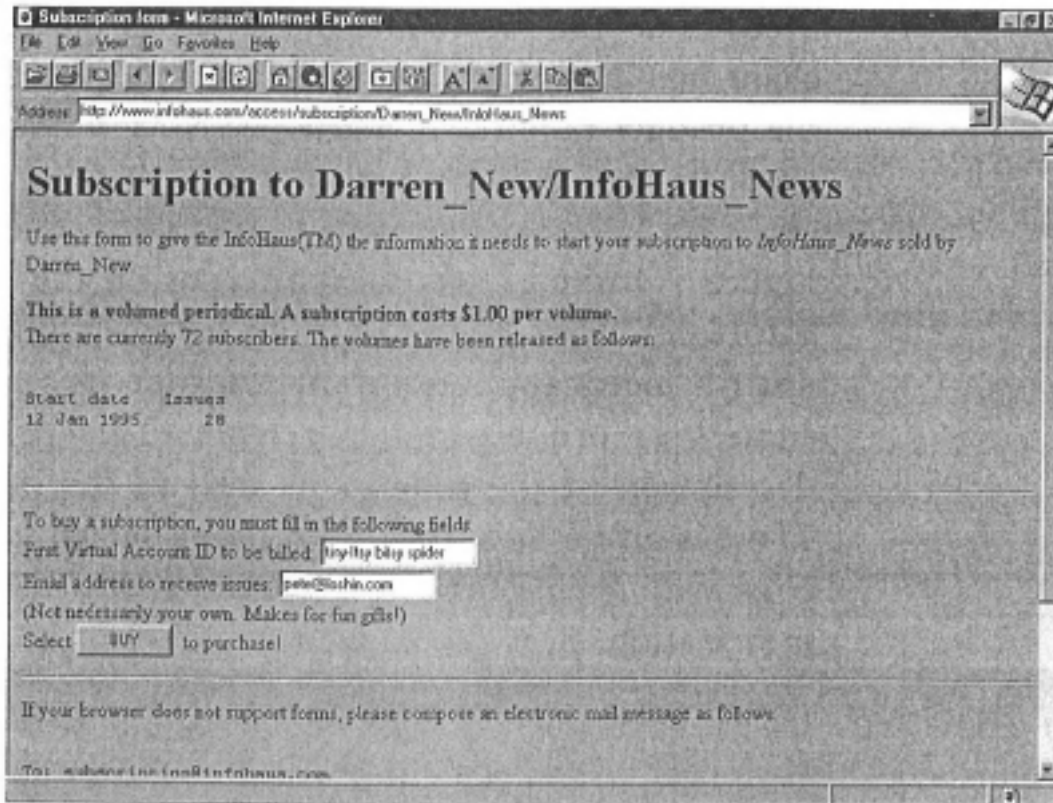 Subscription form - Microsoft Internet Explorer
File Edit View Go Favorites Help
Address: http://www.infohaus.com/access/subscription/Darren_New/InfoHaus_News
Subscription to Darren_New/InfoHaus_News
Use this form to give the InfoHaus(TM) the information it needs to start your subscription to InfoHaus_News sold by
Darren_New
This is a volumed periodical. A subscription costs $1.00 per volume.
There are currently 72 subscribers. The volumes have been released as follows:
Start date Issues
12 Jan 1995 28
To buy a subscription, you must fill in the following fields
First Virtual Account ID to be billed: tiny-itsy bitsy spider
Email address to receive issues: pete@loshin.com
(Not necessarily your own. Makes for fun gifts!)
Select BUY to purchase!
If your browser does not support forms, please compose an electronic mail message as follows:
To: subscription@infohaus.com